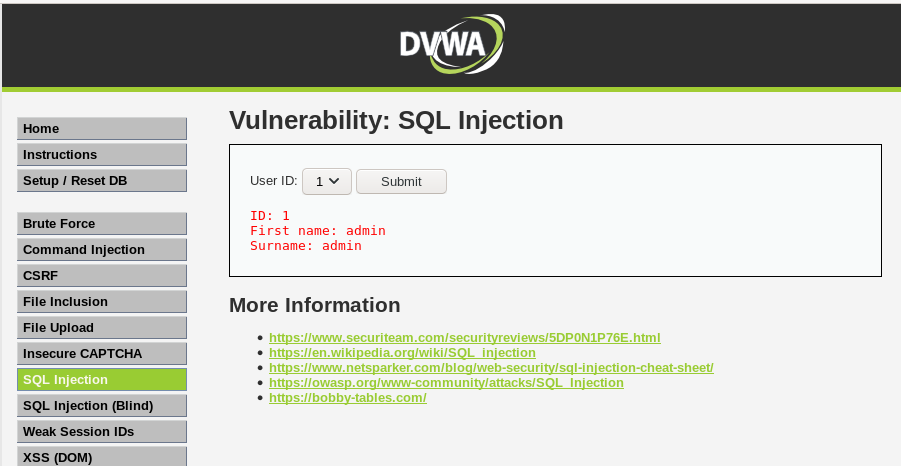 DVWA
Home
Instructions
Setup / Reset DB
Brute Force
Command Injection
CSRF
File Inclusion
File Upload
Insecure CAPTCHA
SQL Injection
SQL Injection (Blind)
Weak Session IDs
XSS (DOM)
Vulnerability: SQL Injection
User ID: 1 Submit
ID: 1
First name: admin
Surname: admin
More Information
• https://www.securiteam.com/securityreviews/5DP0N1P76E.html
• https://en.wikipedia.org/wiki/SQL_injection
• https://www.netsparker.com/blog/web-security/sql-injection-cheat-sheet/
• https://owasp.org/www-community/attacks/SQL_Injection
• https://bobby-tables.com/